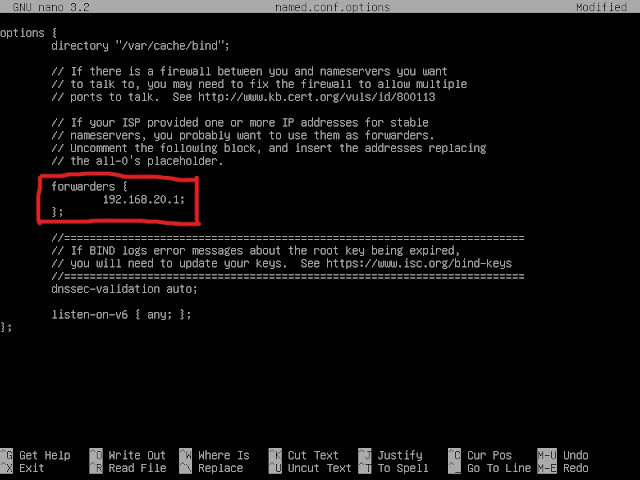 GNU nano 3.2 named.conf.options Modified
options {
directory "/var/cache/bind";
// If there is a firewall between you and nameservers you want
// to talk to, you may need to fix the firewall to allow multiple
// ports to talk.  See http://www.kb.cert.org/vuls/id/800113
// If your ISP provided one or more IP addresses for stable
// nameservers, you probably want to use them as forwarders.
// Uncomment the following block, and insert the addresses replacing
// the all-0's placeholder.
forwarders {
192.168.20.1;
};
//========================================================================
// If BIND logs error messages about the root key being expired,
// you will need to update your keys.  See https://www.isc.org/bind-keys
//========================================================================
dnssec-validation auto;
listen-on-v6 { any; };
};
^G Get Help ^O Write Out ^W Where Is ^K Cut Text ^J Justify ^C Cur Pos M-U Undo
^X Exit ^R Read File ^\ Replace ^U Uncut Text ^T To Spell ^_ Go To Line M-E Redo